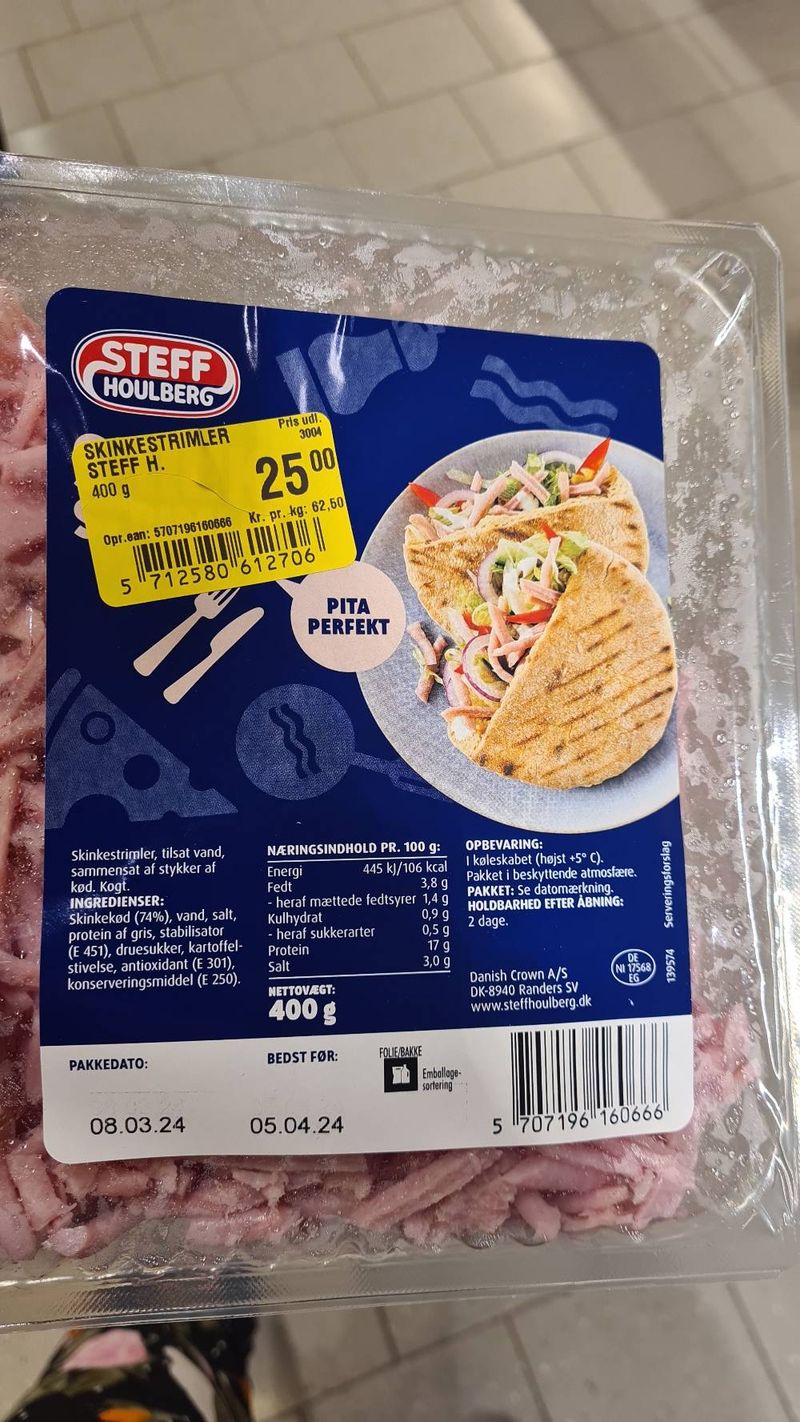 STEFF
HOULBERG
SKINKESTRIMLER
STEFF H.
400 g
Pris udl.
3004
25 00
Opr.ean: 5707196160666 Kr. pr. kg: 62,50
5 712580 612706
PITA
PERFEKT
Skinkestrimler, tilsat vand,
sammensat af stykker af
kød. Kogt.
INGREDIENSER:
Skinkekød (74%), vand, salt,
protein af gris, stabilisator
(E 451), druesukker, kartoffel-
stivelse, antioxidant (E 301),
konserveringsmiddel (E 250).
NÆRINGSINDHOLD PR. 100 g:
Energi 445 kJ/106 kcal
Fedt 3,8 g
- heraf mættede fedtsyrer 1,4 g
Kulhydrat 0,9 g
- heraf sukkerarter 0,5 g
Protein 17 g
Salt 3,0 g
NETTOVÆGT:
400 g
OPBEVARING:
I køleskabet (højst +5° C).
Pakket i beskyttende atmosfære.
PAKKET: Se datomærkning.
HOLDBARHED EFTER ÅBNING:
2 dage.
Danish Crown A/S
DK-8940 Randers SV
www.steffhoulberg.dk
DE
NI 17568
EG
139574 Serveringsforslag
PAKKEDATO:
08.03.24
BEDST FØR:
05.04.24
FOLIE/BAKKE
Emballage-
sortering
5 707196 160666